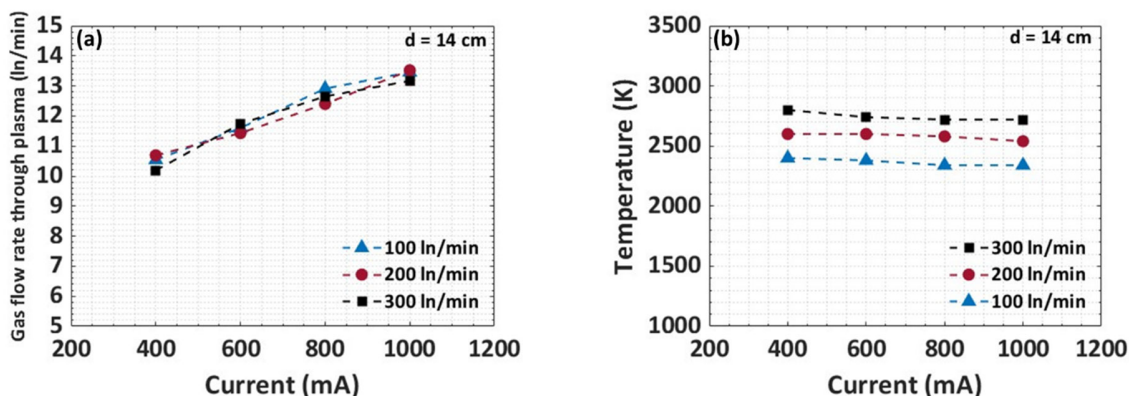 (a)
d = 14 cm
Gas flow rate through plasma (ln/min)
15
14
13
12
11
10
9
8
7
6
5
100 ln/min
200 ln/min
300 ln/min
200 400 600 800 1000 1200
Current (mA)
(b)
d = 14 cm
Temperature (K)
3500
3000
2500
2000
1500
1000
300 ln/min
200 ln/min
100 ln/min
200 400 600 800 1000 1200
Current (mA)